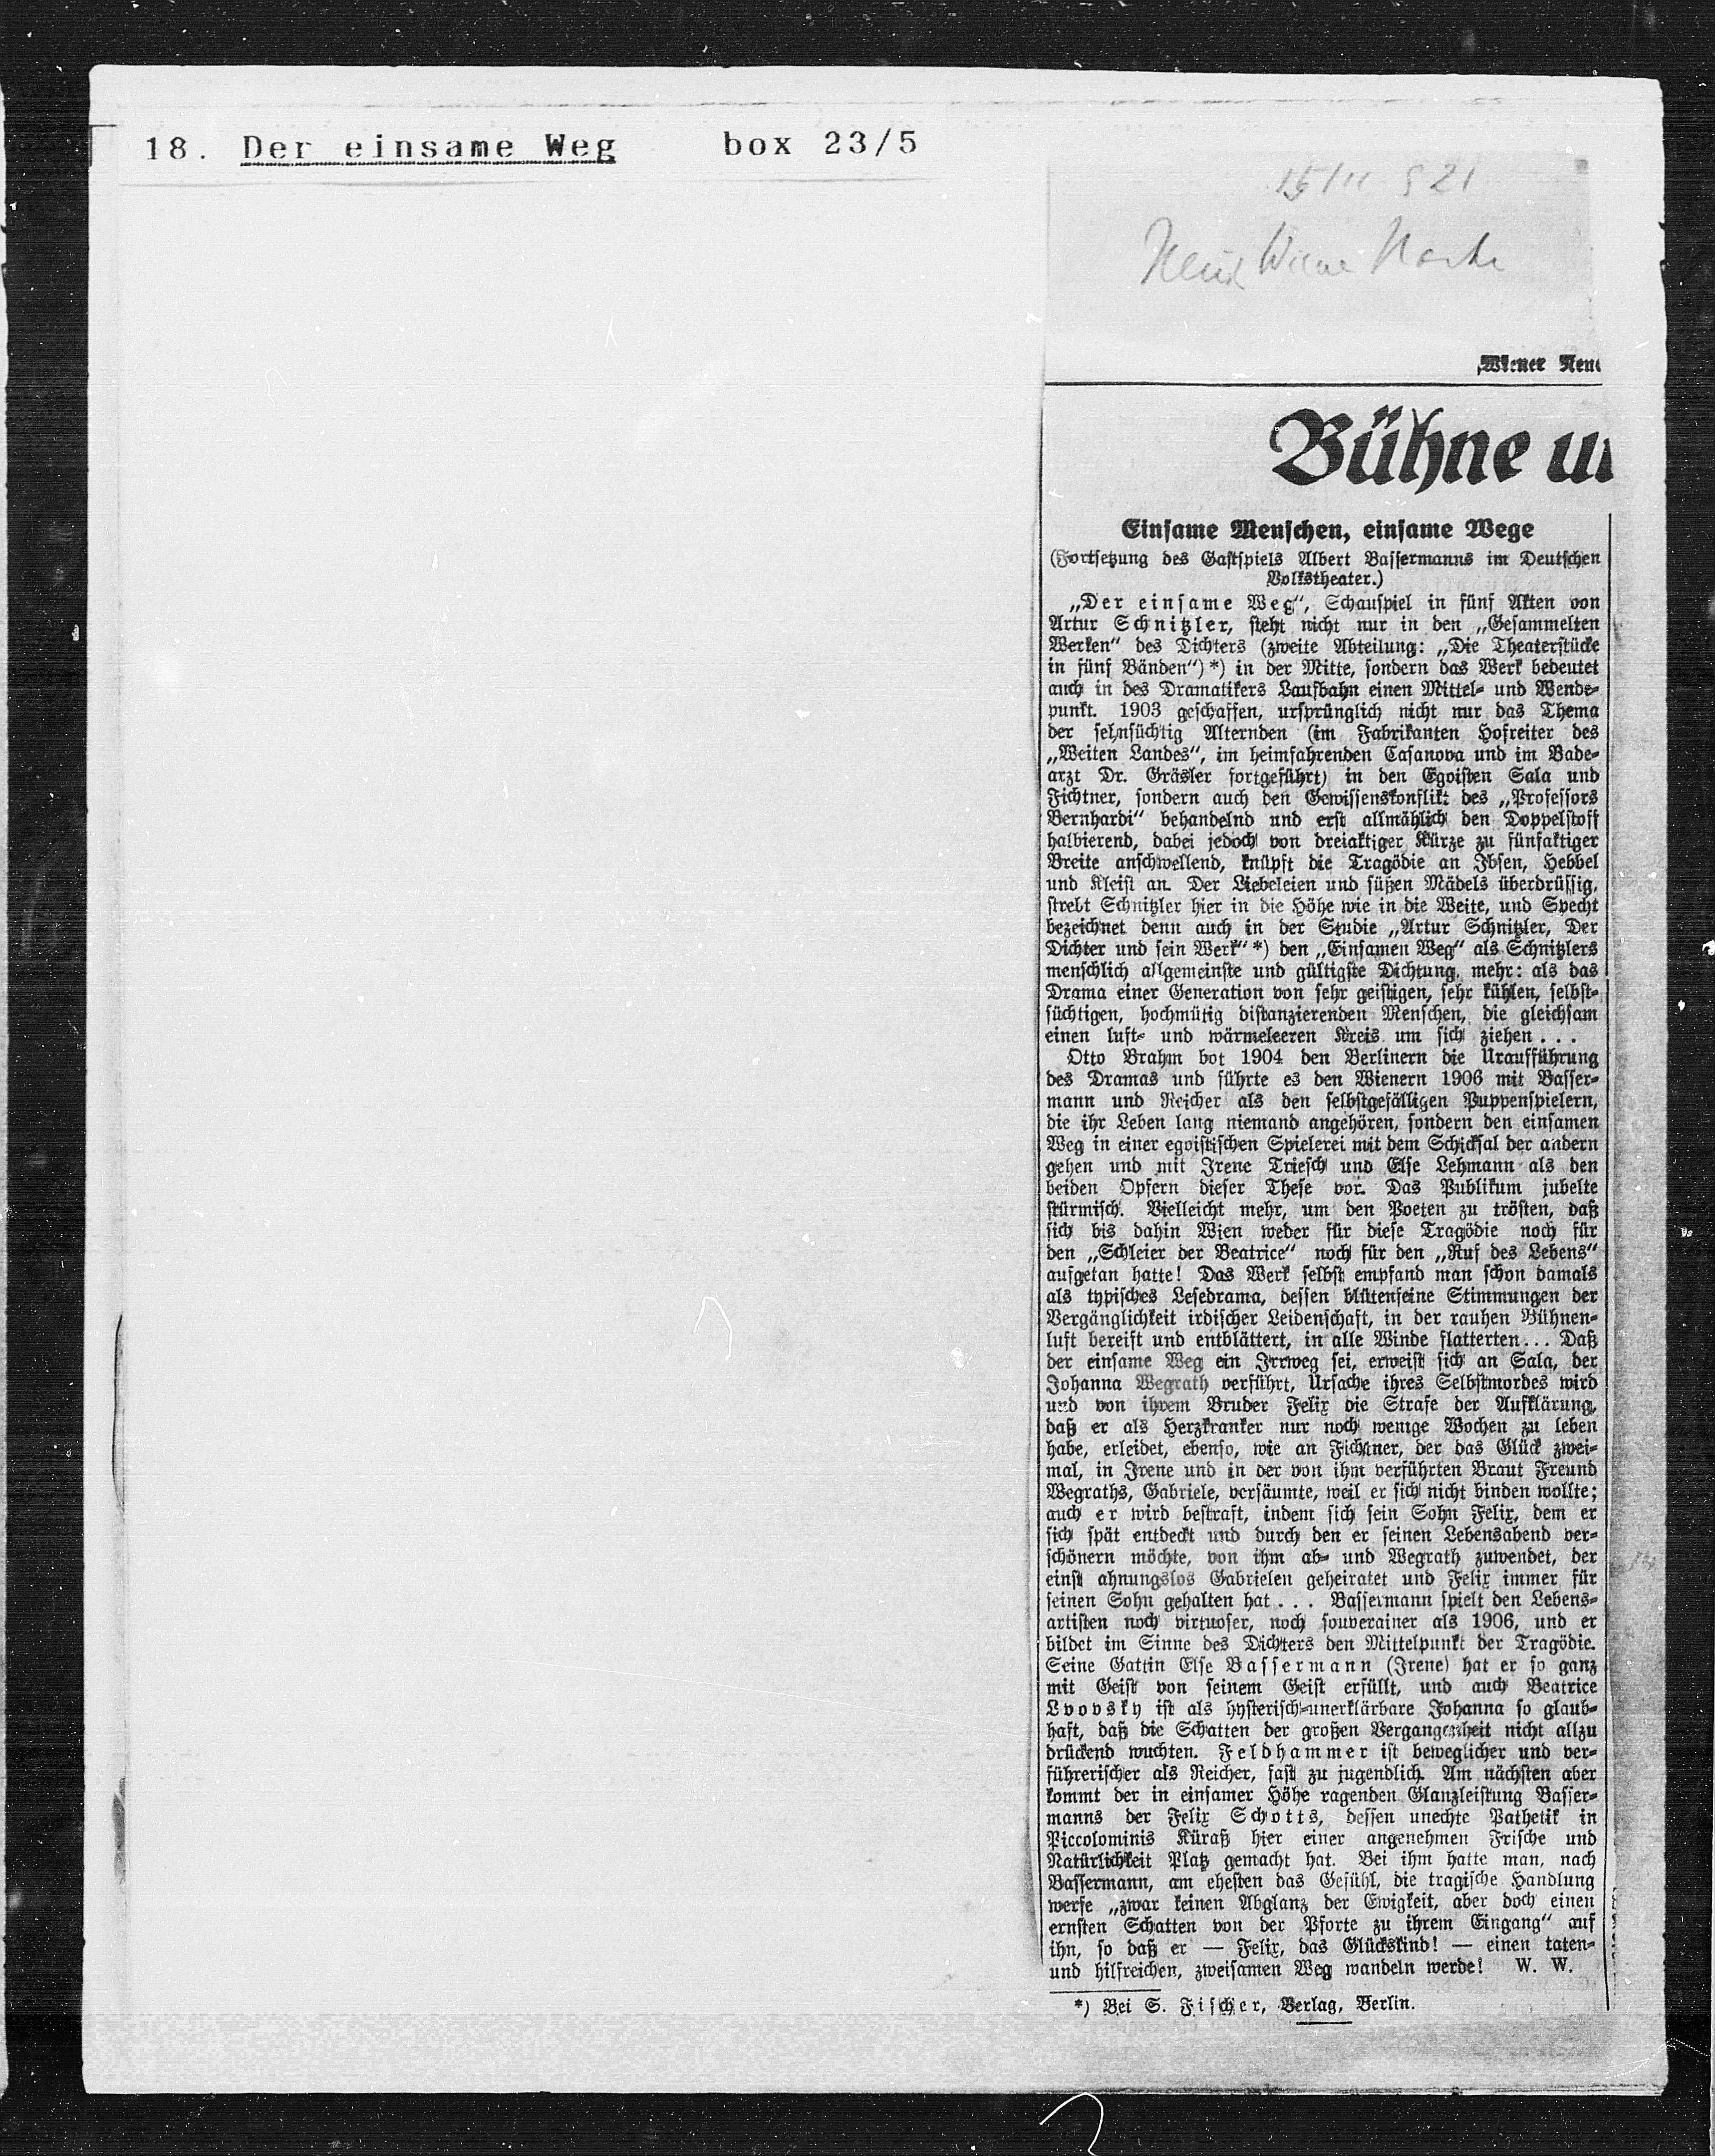 18. Der einsame Weg box 23/5
15/11 921
Wiener Neue
Bühne u
Einsame Menschen, einsame Wege
(Fortsetzung des Gastspiels Albert Bassermanns im Deutschen
Volkstheater.)
„Der einsame Weg“, Schauspiel in fünf Akten von
Artur Schnitzler, steht nicht nur in den „Gesammelten
Werken“ des Dichters (zweite Abteilung: „Die Theaterstücke
in fünf Bänden“)*) in der Mitte, sondern das Werk bedeutet
auch in des Dramatikers Laufbahn einen Mittel- und Wende-
punkt. 1903 geschaffen, ursprünglich nicht nur das Thema
der sehnsüchtig Alternden (im Fabrikanten Hofreiter des
„Weiten Landes“, im heimfahrenden Casanova und im Bade-
arzt Dr. Gräsler fortgeführt) in den Egoisten Sala und
Fichtner, sondern auch den Gewissenskonflikt des „Professors
Bernhardi“ behandelnd und erst allmählich den Doppelstoff
halbierend, dabei jedoch von dreiaktiger Kürze zu fünfaktiger
Breite anschwellend, knüpft die Tragödie an Ibsen, Hebbel
und Kleist an. Der Liebeleien und süßen Mädels überdrüssig,
strebt Schnitzler hier in die Höhe wie in die Weite, und Specht
bezeichnet denn auch in der Studie „Artur Schnitzler, Der
Dichter und sein Werk“*) den „Einsamen Weg“ als Schnitzlers
menschlich allgemeinste und gültigste Dichtung, mehr: als das
Drama einer Generation von sehr geistigen, sehr kühlen, selbst-
süchtigen, hochmütig distanzierenden Menschen, die gleichsam
einen luft- und wärmeleeren Kreis um sich ziehen...
Otto Brahm bot 1904 den Berlinern die Uraufführung
des Dramas und führte es den Wienern 1906 mit Basser-
mann und Reicher als den selbstgefälligen Puppenspielern,
die ihr Leben lang niemand angehören, sondern den einsamen
Weg in einer egoistischen Spielerei mit dem Schicksal der andern
gehen und mit Irene Triesch und Else Lehmann als den
beiden Opfern dieser These vor. Das Publikum jubelte
stürmisch. Vielleicht mehr, um den Poeten zu trösten, daß
sich bis dahin Wien weder für diese Tragödie noch für
den „Schleier der Beatrice“ noch für den „Ruf des Lebens“
aufgetan hatte! Das Werk selbst empfand man schon damals
als typisches Lesedrama, dessen blütenfeine Stimmungen der
Vergänglichkeit irdischer Leidenschaft, in der rauhen Bühnen-
luft bereift und entblättert, in alle Winde flatterten... Daß
der einsame Weg ein Irrweg sei, erweist sich an Sala, der
Johanna Wegrath verführt, Ursache ihres Selbstmordes wird
und von ihrem Bruder Felix die Strafe der Aufklärung,
daß er als Herzkranker nur noch wenige Wochen zu leben
habe, erleidet, ebenso, wie an Fichtner, der das Glück zwei-
mal, in Irene und in der von ihm verführten Braut Freund
Wegraths, Gabriele, versäumte, weil er sich nicht binden wollte;
auch er wird bestraft, indem sich sein Sohn Felix, dem er
sich spät entdeckt und durch den er seinen Lebensabend ver-
schönern möchte, von ihm ab- und Wegrath zuwendet, der
einst ahnungslos Gabrielen geheiratet und Felix immer für
seinen Sohn gehalten hat... Bassermann spielt den Lebens-
artisten noch virtuoser, noch souverainer als 1906, und er
bildet im Sinne des Dichters den Mittelpunkt der Tragödie.
Seine Gattin Else Bassermann (Irene) hat er so ganz
mit Geist von seinem Geist erfüllt, und auch Beatrice
Lvovsky ist als hysterisch-unerklärbare Johanna so glaub-
haft, daß die Schatten der großen Vergangenheit nicht allzu
drückend wuchten. Feldhammer ist beweglicher und ver-
führerischer als Reicher, fast zu jugendlich. Am nächsten aber
kommt der in einsamer Höhe ragenden Glanzleistung Basser-
manns der Felix Schotts, dessen unechte Pathetik in
Piccolominis Küraß hier einer angenehmen Frische und
Natürlichkeit Platz gemacht hat. Bei ihm hatte man, nach
Bassermann, am ehesten das Gefühl, die tragische Handlung
werfe „zwar keinen Abglanz der Ewigkeit, aber doch einen
ernsten Schatten von der Pforte zu ihrem Eingang“ auf
ihn, so daß er — Felix, das Glückskind! — einen taten-
und hilfreichen, zweisamen Weg wandeln werde! W. W.
*) Bei S. Fischer, Verlag, Berlin.